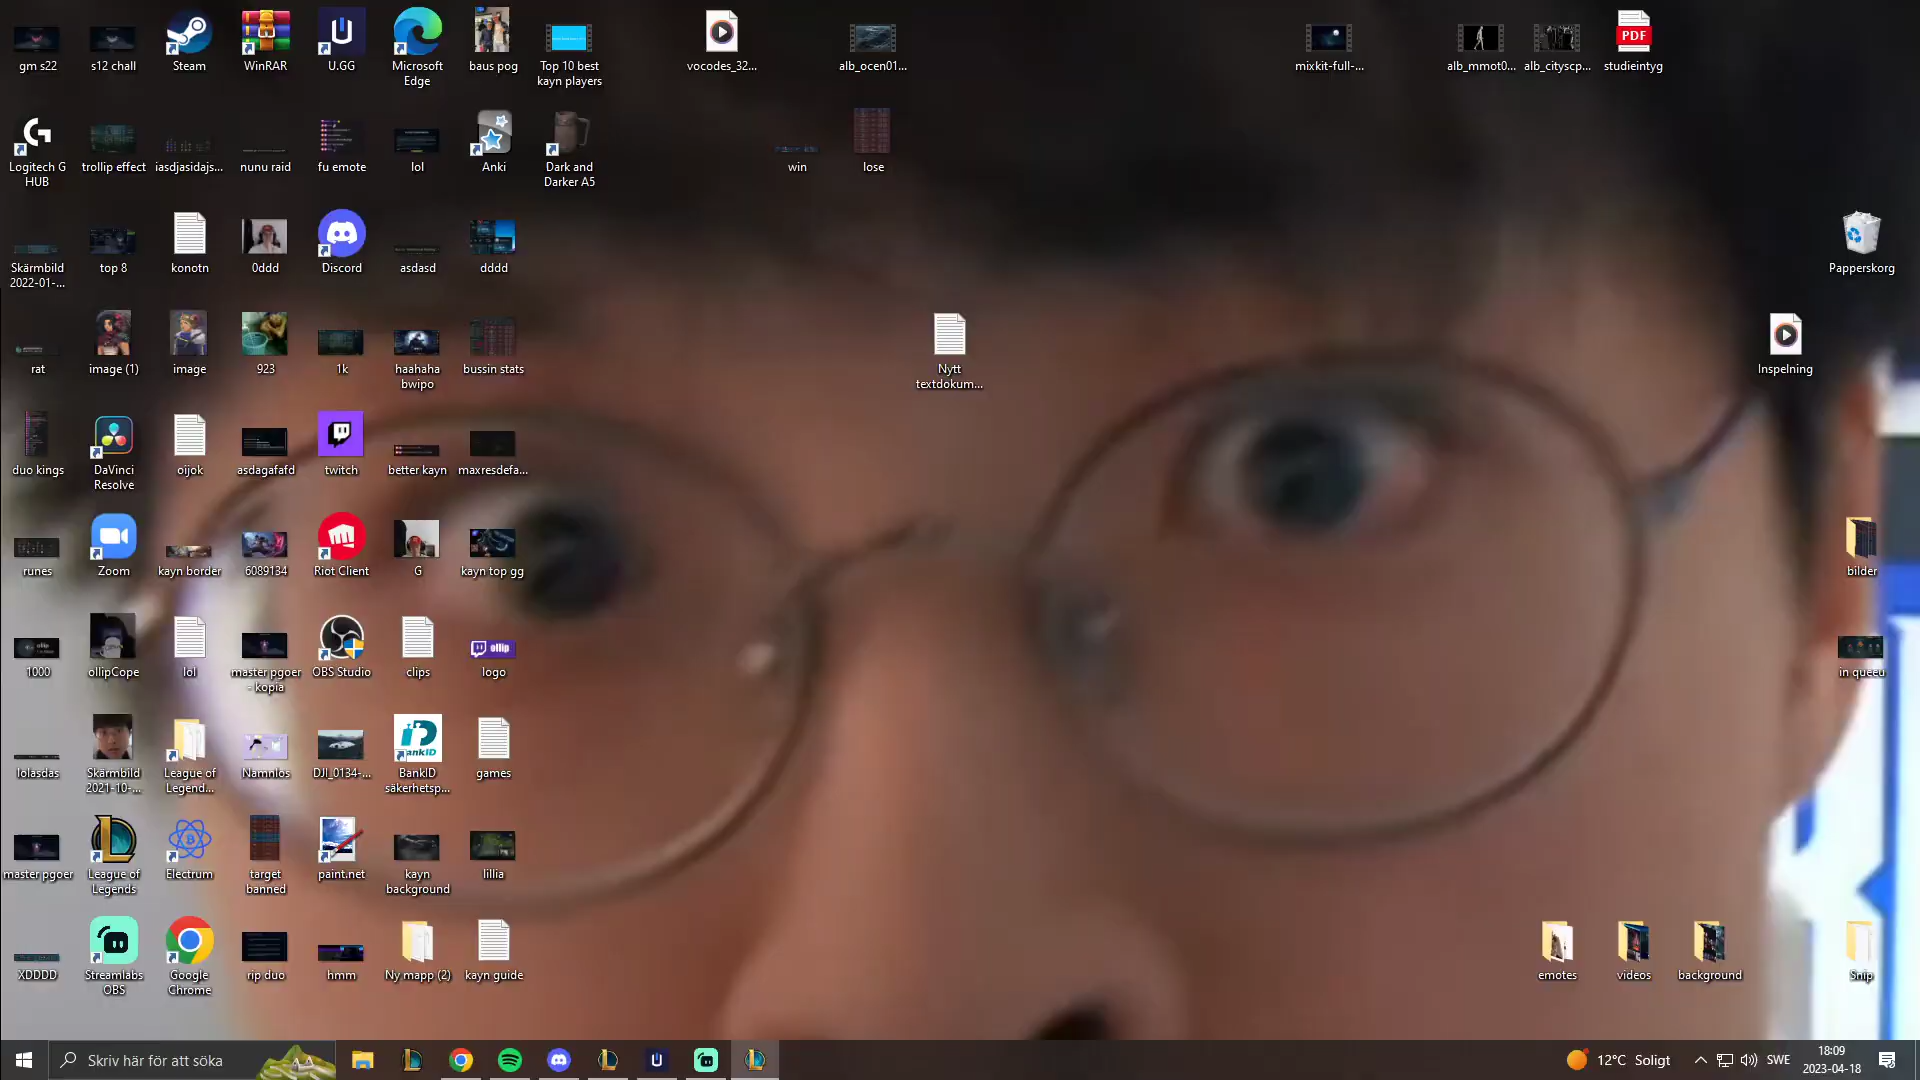 gm s22
s12 chall
Steam
WinRAR
U.GG
Microsoft
Edge
baus pog
Top 10 best
kayn players
vocodes_32...
alb_ocen01...
mixkit-full-...
alb_mmot0...
alb_cityscp...
PDF
studieintyg
Logitech G
HUB
trollip effect
iasdjasidajs...
nunu raid
fu emote
lol
Anki
Dark and
Darker A5
win
lose
Skärmbild
2022-01-...
top 8
konotn
0ddd
Discord
asdasd
dddd
Papperskorg
rat
image (1)
image
923
1k
haahaha
bwipo
bussin stats
Nytt
textdokum...
Inspelning
duo kings
DaVinci
Resolve
oijok
asdagafafd
twitch
better kayn
maxresdefa...
runes
Zoom
kayn border
6089134
Riot Client
G
kayn top gg
bilder
1000
ollipCope
lol
master pgoer
- kopia
OBS Studio
clips
ollip
logo
in queeu
lolasdas
Skärmbild
2021-10-...
League of
Legend...
Namnlös
DJI_0134-...
BankID
BankID
säkerhetsp...
games
master pgoer
League of
Legends
Electrum
target
banned
paint.net
kayn
background
lillia
XDDDD
Streamlabs
OBS
Google
Chrome
rip duo
hmm
Ny mapp (2)
kayn guide
emotes
videos
background
Snip
Skriv här för att söka
12°C Soligt
SWE
18:09
2023-04-18